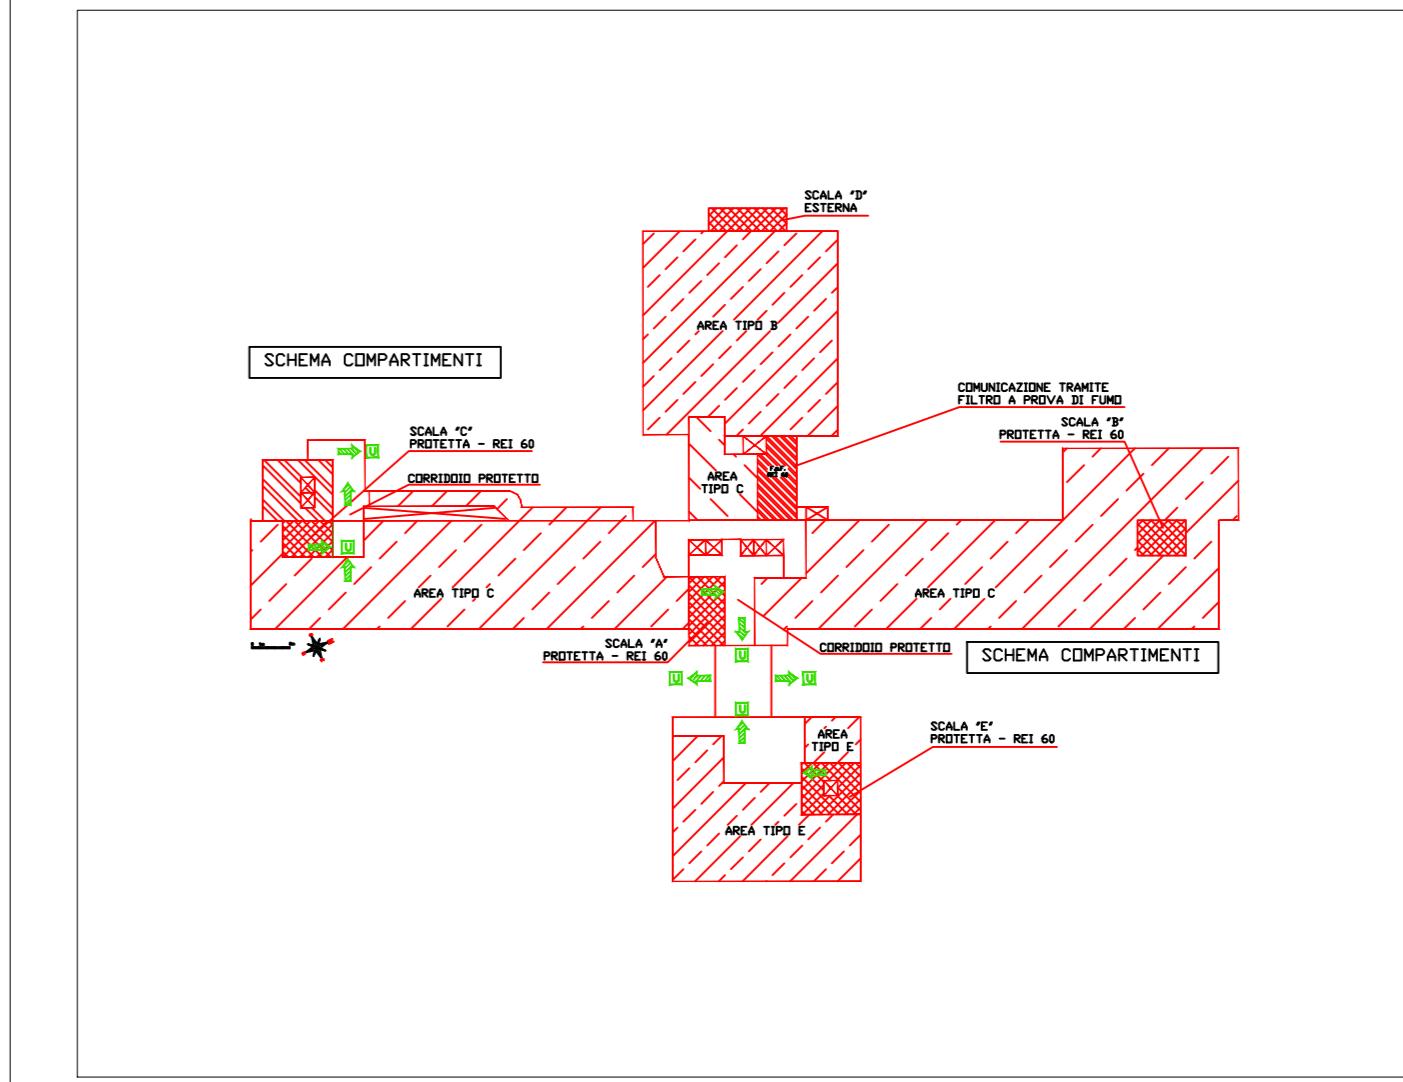 SCALA "D"
ESTERNA
AREA TIPO B
SCHEMA COMPARTIMENTI
COMUNICAZIONE TRAMITE
FILTRO A PROVA DI FUMO
SCALA "B"
PROTETTA - REI 60
SCALA "C"
PROTETTA - REI 60
CORRIDOIO PROTETTO
U
AREA
TIPO C
F.a.F.
REI 60
U
AREA TIPO C
AREA TIPO C
SCALA "A"
PROTETTA - REI 60
CORRIDOIO PROTETTO
SCHEMA COMPARTIMENTI
U
U
U
U
SCALA "E"
PROTETTA - REI 60
AREA
TIPO E
AREA TIPO E